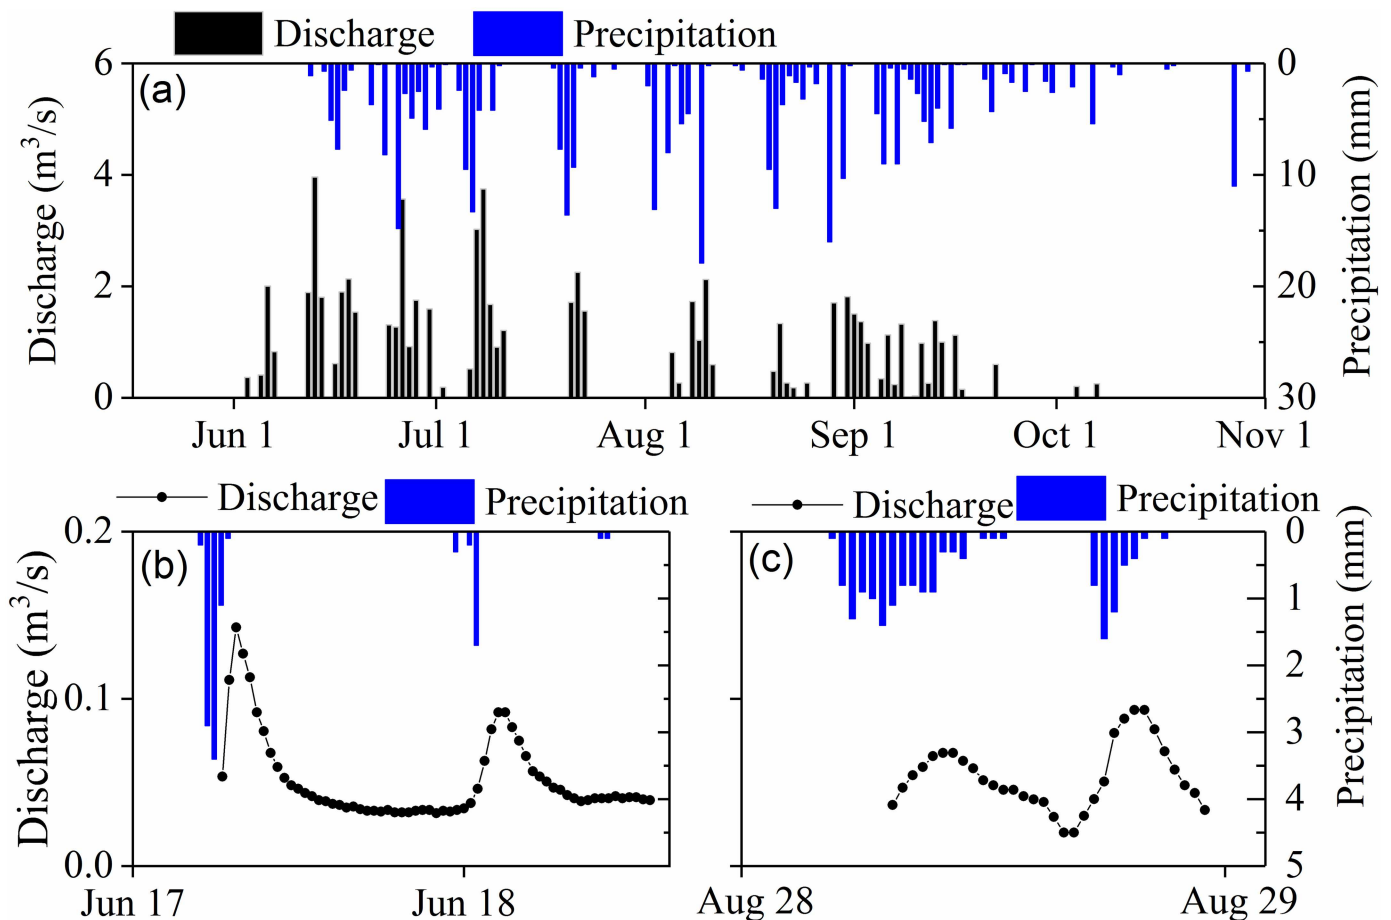 Discharge Precipitation
(a)
Discharge (m³/s)
6
4
2
0
0
10
20
30
Precipitation (mm)
Jun 1 Jul 1 Aug 1 Sep 1 Oct 1 Nov 1
Discharge Precipitation
(b)
Discharge (m³/s)
0.2
0.1
0.0
Jun 17 Jun 18
Discharge Precipitation
(c)
0
1
2
3
4
5
Precipitation (mm)
Aug 28 Aug 29